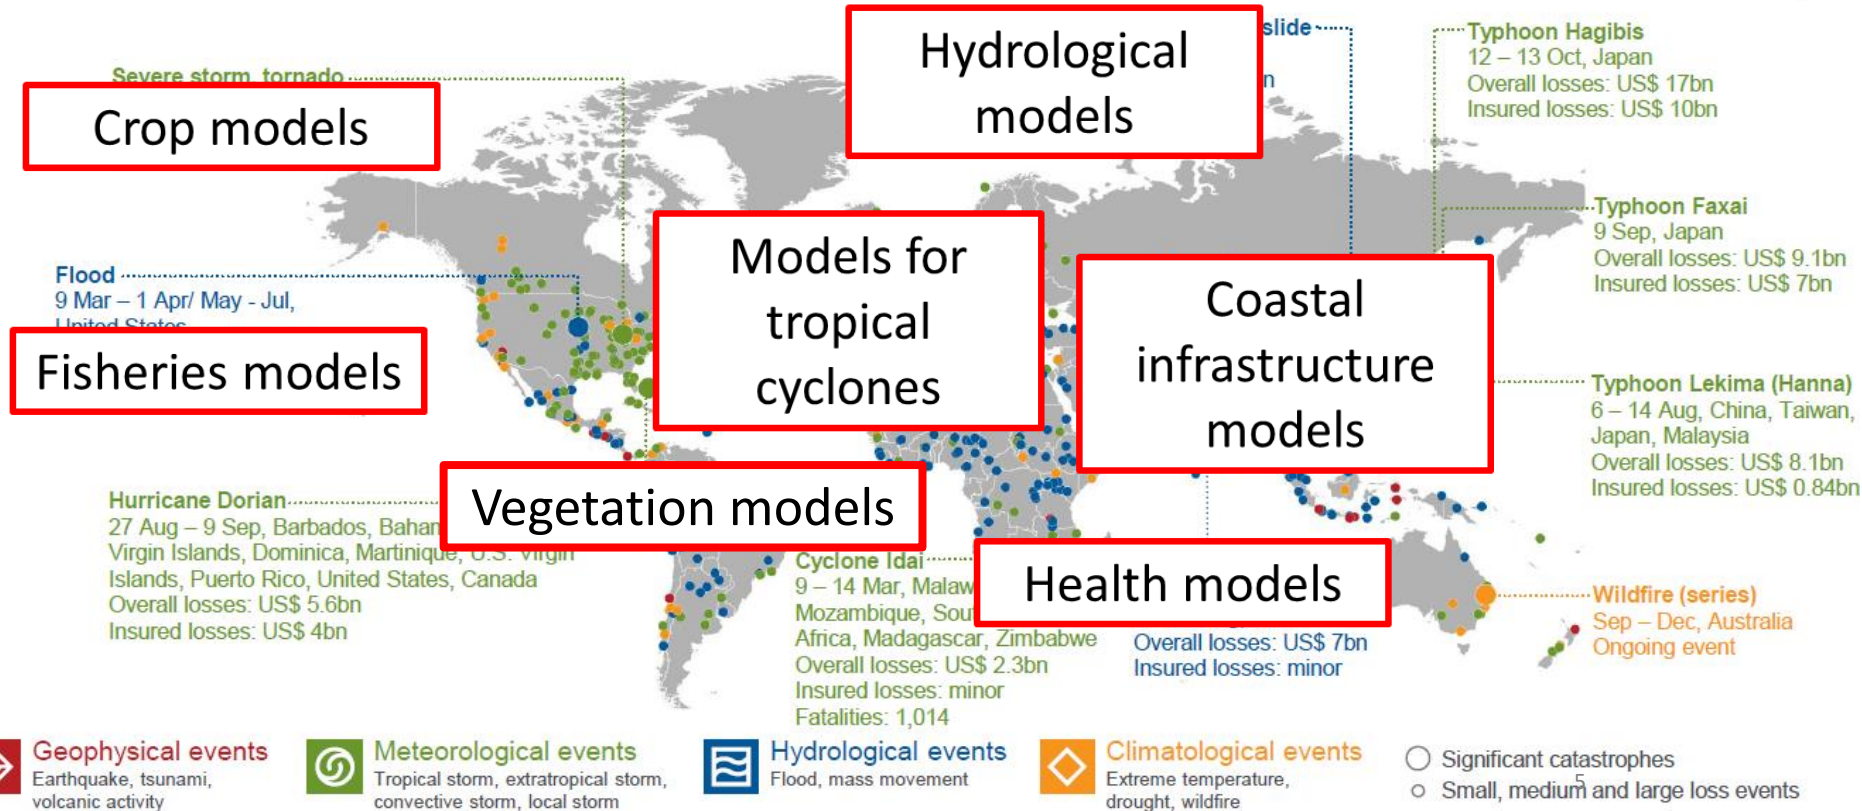 Severe storm, tornado
Crop models
Hydrological
models
slide
n
Typhoon Hagibis
12 – 13 Oct, Japan
Overall losses: US$ 17bn
Insured losses: US$ 10bn
Typhoon Faxai
9 Sep, Japan
Overall losses: US$ 9.1bn
Insured losses: US$ 7bn
Flood
9 Mar – 1 Apr/ May - Jul,
United States
Fisheries models
Models for
tropical
cyclones
Coastal
infrastructure
models
Typhoon Lekima (Hanna)
6 – 14 Aug, China, Taiwan,
Japan, Malaysia
Overall losses: US$ 8.1bn
Insured losses: US$ 0.84bn
Vegetation models
Hurricane Dorian
27 Aug – 9 Sep, Barbados, Baham
Virgin Islands, Dominica, Martinique, U.S. Virgin
Islands, Puerto Rico, United States, Canada
Overall losses: US$ 5.6bn
Insured losses: US$ 4bn
Cyclone Idai
9 – 14 Mar, Malaw
Mozambique, Sou
Africa, Madagascar, Zimbabwe
Overall losses: US$ 2.3bn
Insured losses: minor
Fatalities: 1,014
Health models
Overall losses: US$ 7bn
Insured losses: minor
Wildfire (series)
Sep – Dec, Australia
Ongoing event
Geophysical events
Earthquake, tsunami,
volcanic activity
Meteorological events
Tropical storm, extratropical storm,
convective storm, local storm
Hydrological events
Flood, mass movement
Climatological events
Extreme temperature,
drought, wildfire
Significant catastrophes
Small, medium and large loss events
5